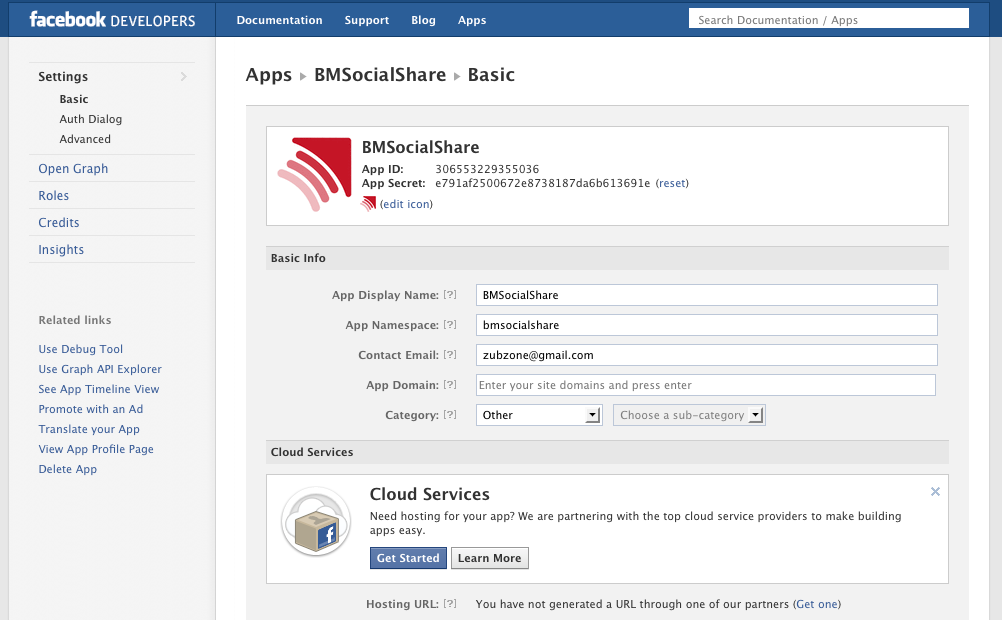 facebook DEVELOPERS Documentation Support Blog Apps Search Documentation / Apps
Settings
Basic
Auth Dialog
Advanced
Open Graph
Roles
Credits
Insights
Related links
Use Debug Tool
Use Graph API Explorer
See App Timeline View
Promote with an Ad
Translate your App
View App Profile Page
Delete App
Apps ▸ BMSocialShare ▸ Basic
BMSocialShare
App ID: 306553229355036
App Secret: e791af2500672e8738187da6b613691e (reset)
(edit icon)
Basic Info
App Display Name: [?] BMSocialShare
App Namespace: [?] bmsocialshare
Contact Email: [?] zubzone@gmail.com
App Domain: [?] Enter your site domains and press enter
Category: [?] Other Choose a sub-category
Cloud Services
Cloud Services
Need hosting for your app? We are partnering with the top cloud service providers to make building
apps easy.
Get Started Learn More
Hosting URL: [?] You have not generated a URL through one of our partners (Get one)